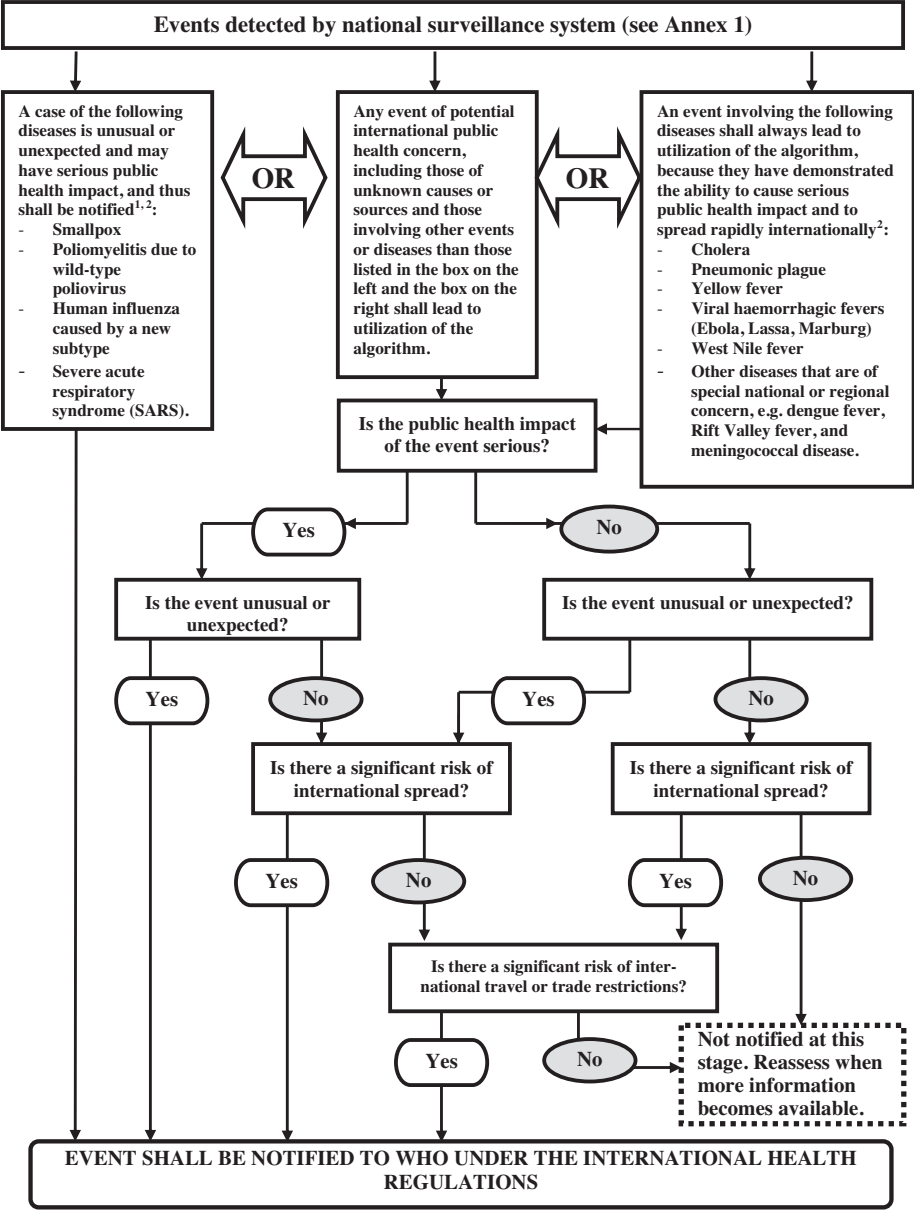 Events detected by national surveillance system (see Annex 1)
A case of the following
diseases is unusual or
unexpected and may
have serious public
health impact, and thus
shall be notified1, 2:
- Smallpox
- Poliomyelitis due to
wild-type
poliovirus
- Human influenza
caused by a new
subtype
- Severe acute
respiratory
syndrome (SARS).
OR
Any event of potential
international public
health concern,
including those of
unknown causes or
sources and those
involving other events
or diseases than those
listed in the box on the
left and the box on the
right shall lead to
utilization of the
algorithm.
OR
An event involving the following
diseases shall always lead to
utilization of the algorithm,
because they have demonstrated
the ability to cause serious
public health impact and to
spread rapidly internationally2:
- Cholera
- Pneumonic plague
- Yellow fever
- Viral haemorrhagic fevers
(Ebola, Lassa, Marburg)
- West Nile fever
- Other diseases that are of
special national or regional
concern, e.g. dengue fever,
Rift Valley fever, and
meningococcal disease.
Is the public health impact
of the event serious?
Yes
No
Is the event unusual or
unexpected?
Is the event unusual or unexpected?
Yes
No
Yes
No
Is there a significant risk of
international spread?
Is there a significant risk of
international spread?
Yes
No
Yes
No
Is there a significant risk of inter-
national travel or trade restrictions?
Yes
No
Not notified at this
stage. Reassess when
more information
becomes available.
EVENT SHALL BE NOTIFIED TO WHO UNDER THE INTERNATIONAL HEALTH
REGULATIONS